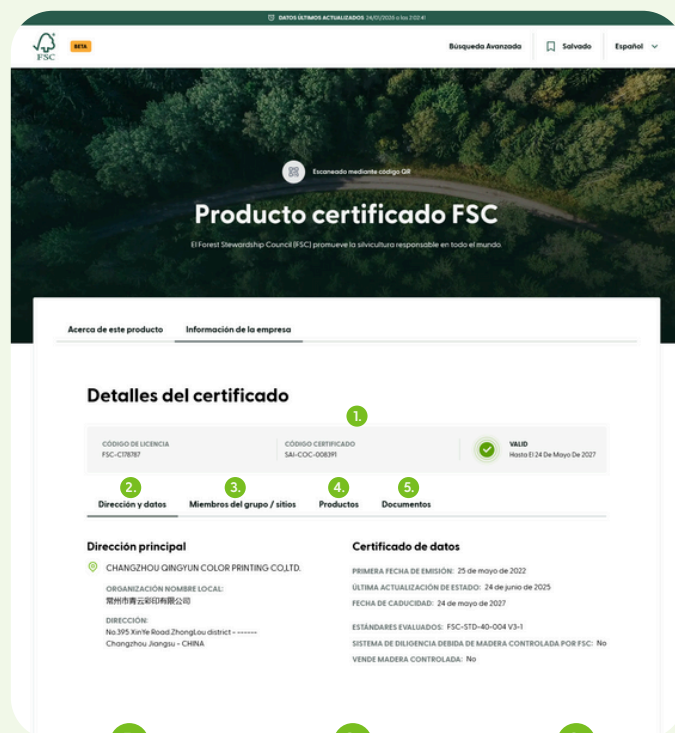 DATOS ÚLTIMOS ACTUALIZADOS 24/01/2026 a las 21:02:41
FSC
BETA
Búsqueda Avanzada
Salvado
Español
Escaneado mediante código QR
Producto certificado FSC
El Forest Stewardship Council (FSC) promueve la silvicultura responsable en todo el mundo.
Acerca de este producto
Información de la empresa
Detalles del certificado
1.
CÓDIGO DE LICENCIA
FSC-C178787
CÓDIGO CERTIFICADO
SAI-COC-008391
VALID
Hasta El 24 De Mayo De 2027
2.
3.
4.
5.
Dirección y datos
Miembros del grupo / sitios
Productos
Documentos
Dirección principal
CHANGZHOU QINGYUN COLOR PRINTING CO.,LTD.
ORGANIZACIÓN NOMBRE LOCAL:
常州市青云彩印有限公司
DIRECCIÓN:
No.395 XinYe Road.ZhongLou district - ------
Changzhou Jiangsu - CHINA
Certificado de datos
PRIMERA FECHA DE EMISIÓN: 25 de mayo de 2022
ÚLTIMA ACTUALIZACIÓN DE ESTADO: 24 de junio de 2025
FECHA DE CADUCIDAD: 24 de mayo de 2027
ESTÁNDARES EVALUADOS: FSC-STD-40-004 V3-1
SISTEMA DE DILIGENCIA DEBIDA DE MADERA CONTROLADA POR FSC: No
VENDE MADERA CONTROLADA: No